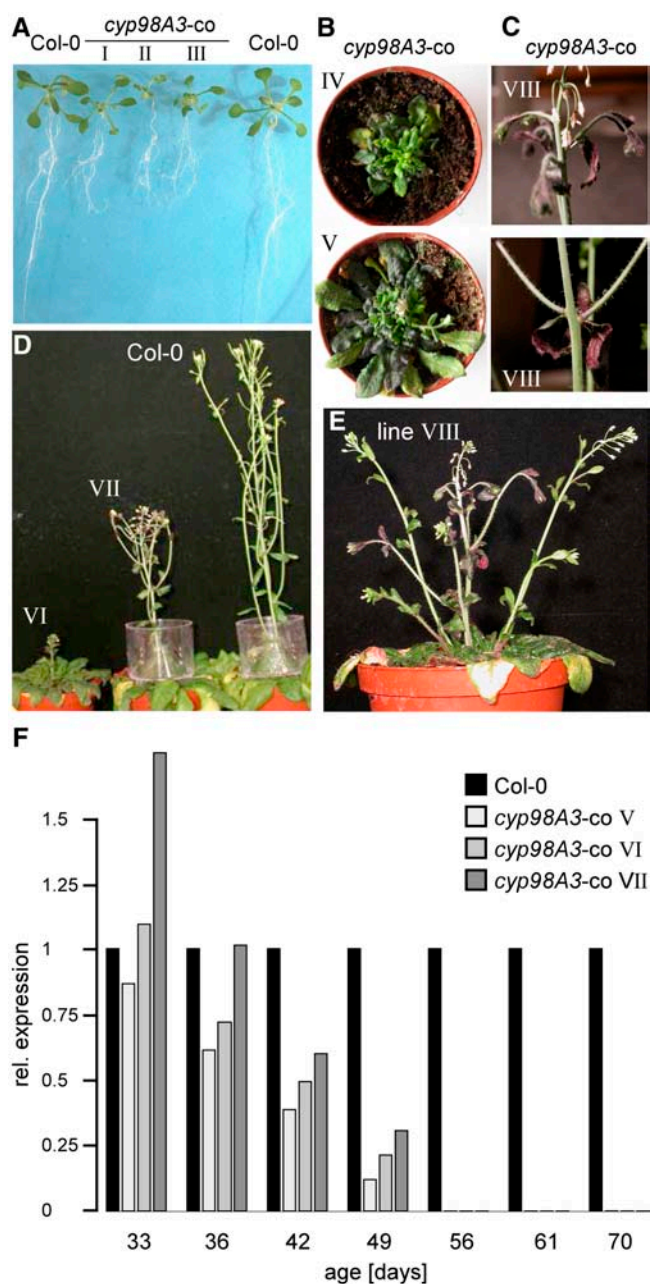 A
cyp98A3-co
Col-0
I II III
Col-0
B
cyp98A3-co
IV
V
C
cyp98A3-co
VIII
VIII
D
Col-0
VII
VI
E
line VIII
F
Col-0
cyp98A3-co V
cyp98A3-co VI
cyp98A3-co VII
rel. expression
1.5
1.25
1
0.75
0.5
0.25
0
33 36 42 49 56 61 70
age [days]